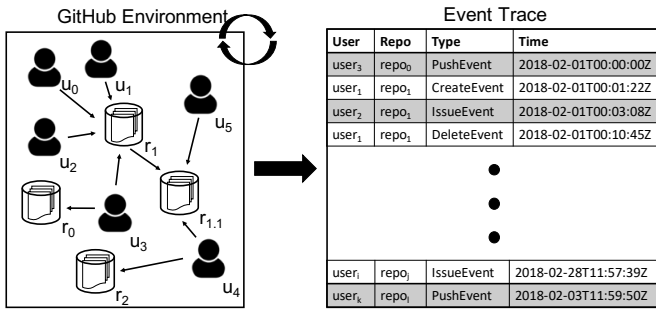 GitHub Environment
u₀
u₁
u₅
r₁
u₂
r₁.₁
r₀
u₃
r₂
u₄
Event Trace
User Repo Type Time
user₃ repo₀ PushEvent 2018-02-01T00:00:00Z
user₁ repo₁ CreateEvent 2018-02-01T00:01:22Z
user₂ repo₁ IssueEvent 2018-02-01T00:03:08Z
user₁ repo₁ DeleteEvent 2018-02-01T00:10:45Z
userᵢ repoⱼ IssueEvent 2018-02-28T11:57:39Z
userₖ repoₗ PushEvent 2018-02-03T11:59:50Z